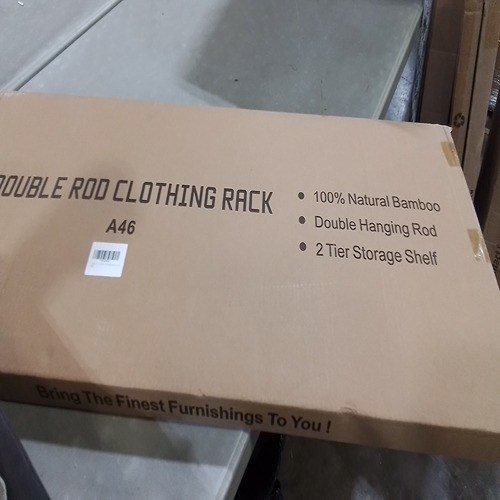 DOUBLE ROD CLOTHING RACK
A46
• 100% Natural Bamboo
• Double Hanging Rod
• 2 Tier Storage Shelf
Bring The Finest Furnishings To You !